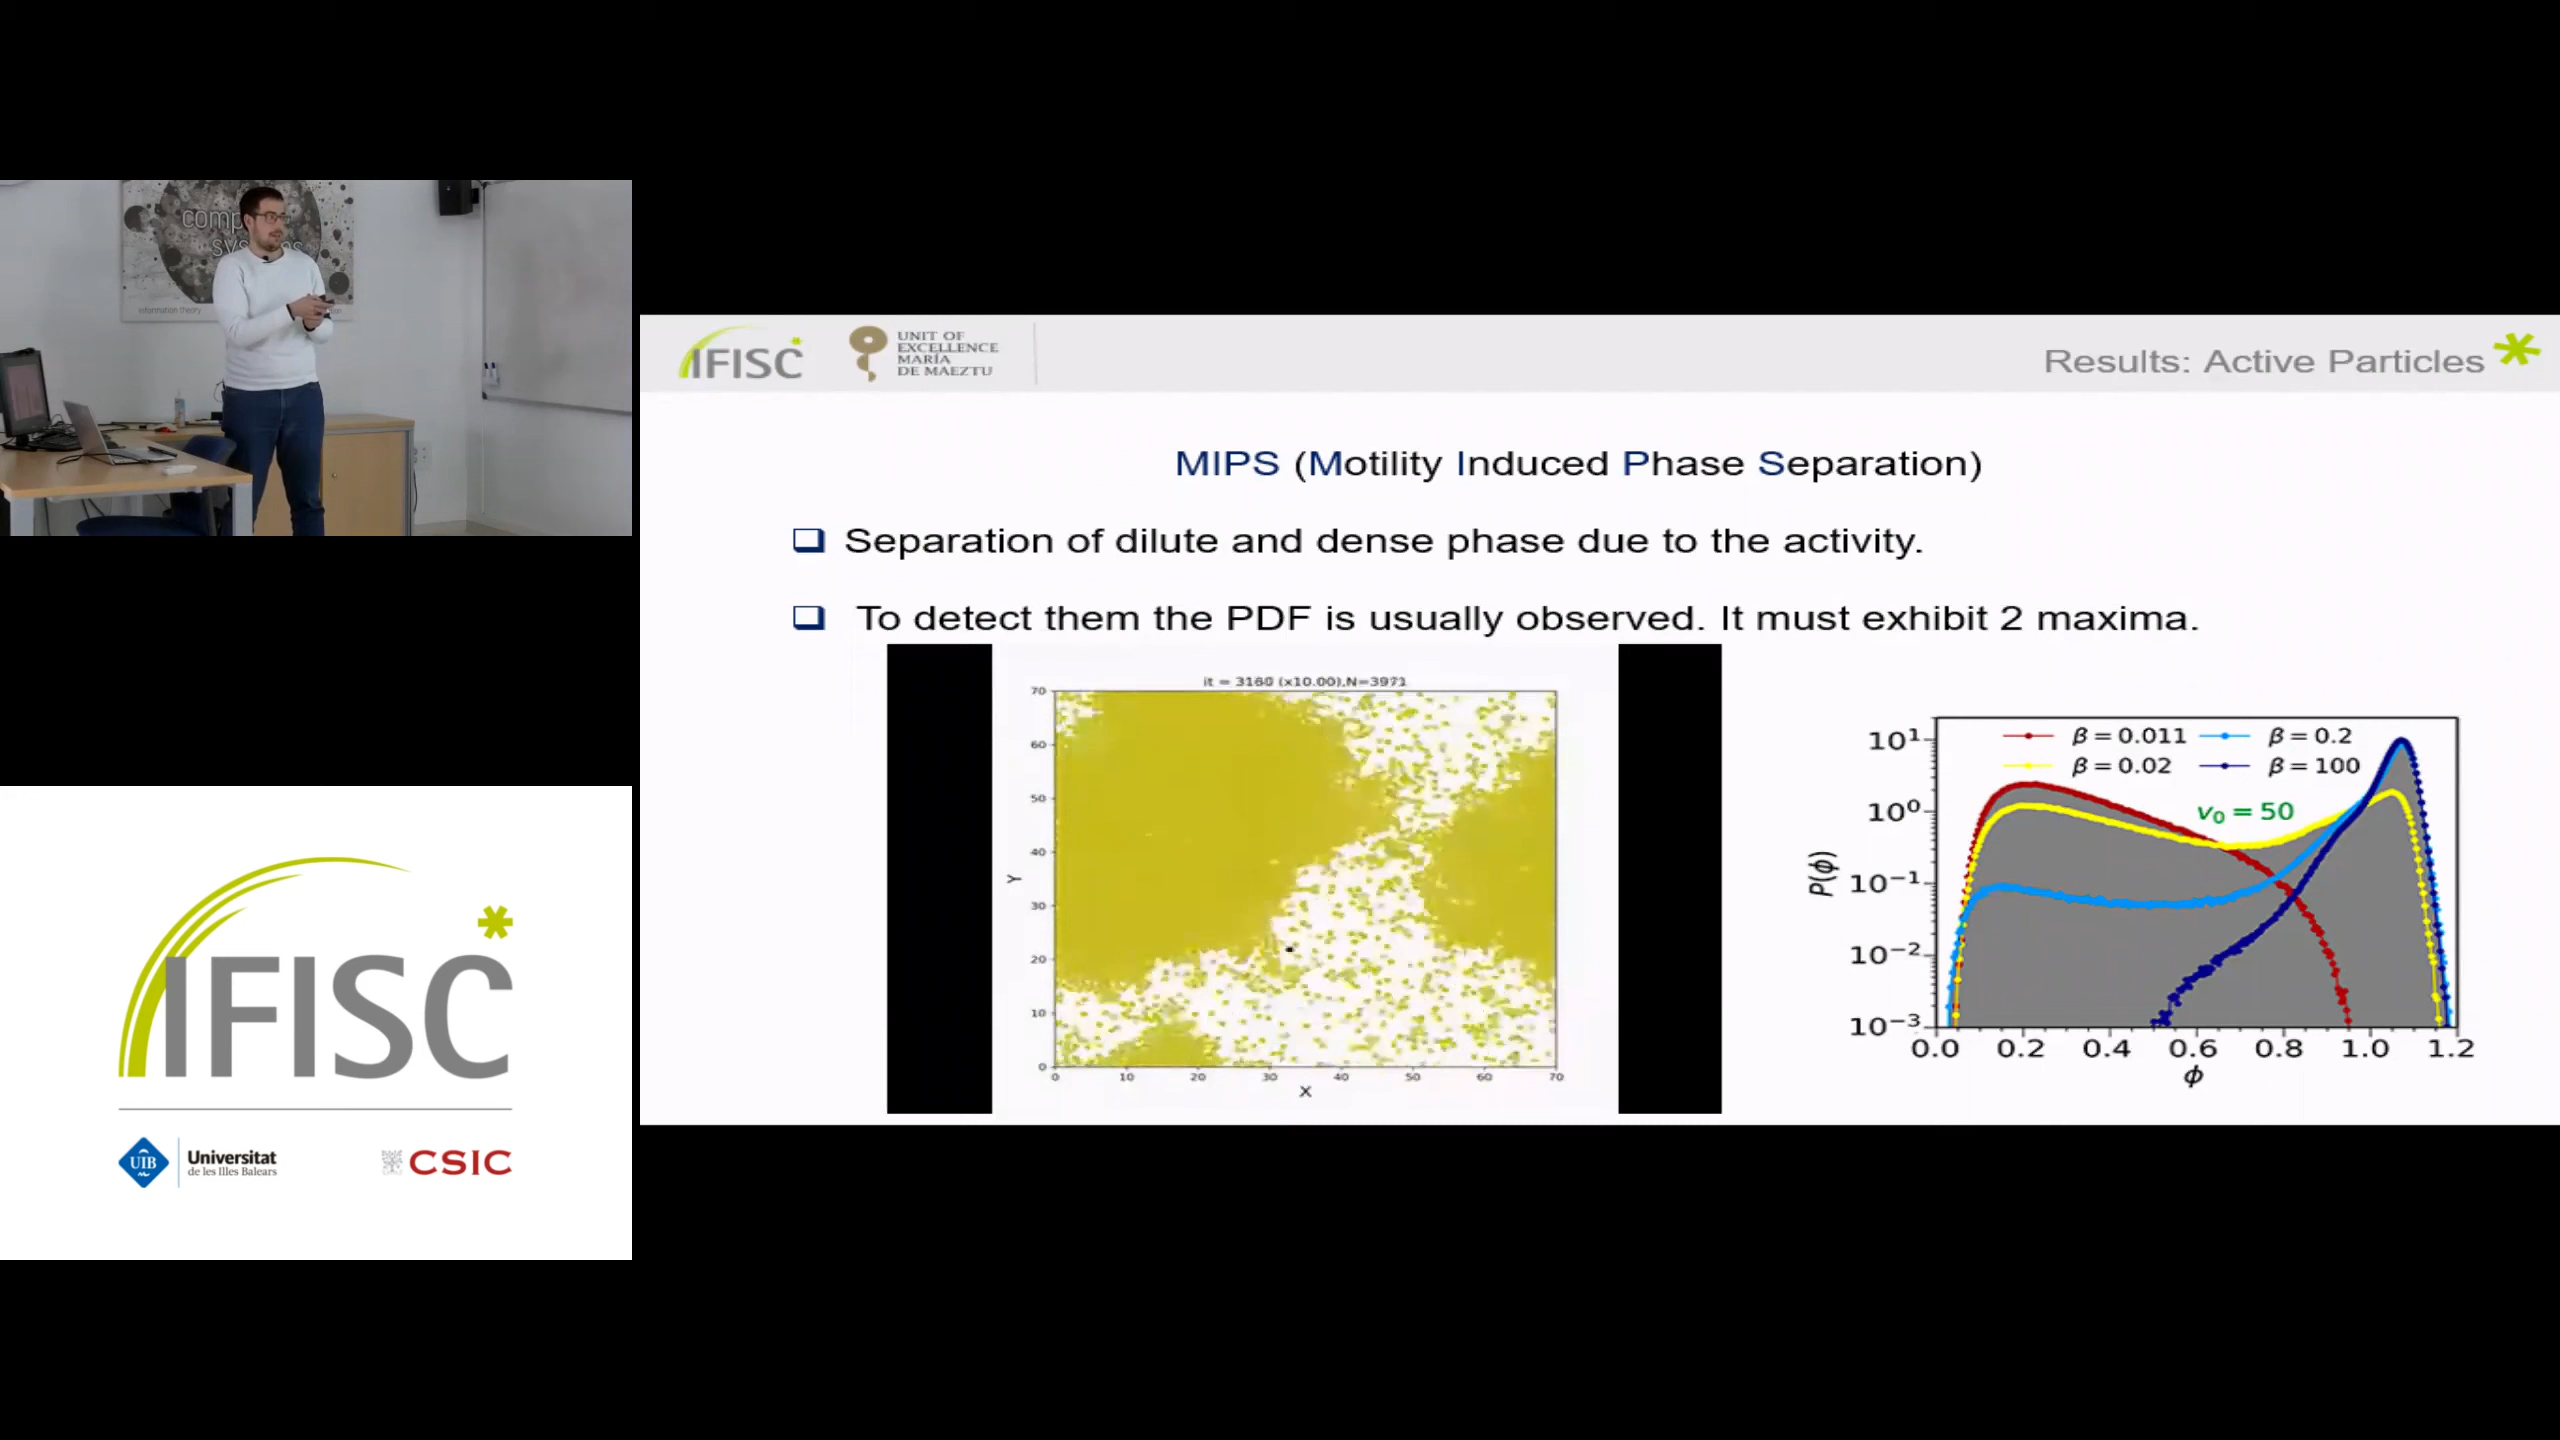 comp
sys ms
information theory
IFISC
UNIT OF
EXCELLENCE
MARÍA
DE MAEZTU
Results: Active Particles
MIPS (Motility Induced Phase Separation)
Separation of dilute and dense phase due to the activity.
To detect them the PDF is usually observed. It must exhibit 2 maxima.
it = 3160 (x10.00),N=3971
70
60
50
40
30
20
10
0
Y
0 10 20 30 40 50 60 70
X
β = 0.011 β = 0.2
β = 0.02 β = 100
v₀ = 50
10¹
10⁰
10⁻¹
10⁻²
10⁻³
P(ϕ)
0.0 0.2 0.4 0.6 0.8 1.0 1.2
ϕ
IFISC
UIB
Universitat
de les Illes Balears
CSIC